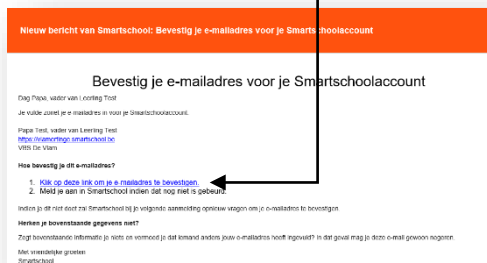 Nieuw bericht van Smartschool: Bevestig je e-mailadres voor je Smartschoolaccount
Bevestig je e-mailadres voor je Smartschoolaccount
Dag Papa, vader van Leerling Test
Je vulde zonet je e-mailadres in voor je Smartschoolaccount.
Papa Test, vader van Leerling Test
https://vlamertinge.smartschool.be
VBS De Vlam
Hoe bevestig je dit e-mailadres?
1. Klik op deze link om je e-mailadres te bevestigen.
2. Meld je aan in Smartschool indien dat nog niet is gebeurd.
Indien je dit niet doet zal Smartschool bij je volgende aanmelding opnieuw vragen om je e-mailadres te bevestigen.
Herken je bovenstaande gegevens niet?
Zegt bovenstaande informatie je niets en vermoed je dat iemand anders jouw e-mailadres heeft ingevuld? In dat geval mag je deze e-mail gewoon negeren.
Met vriendelijke groeten
Smartschool